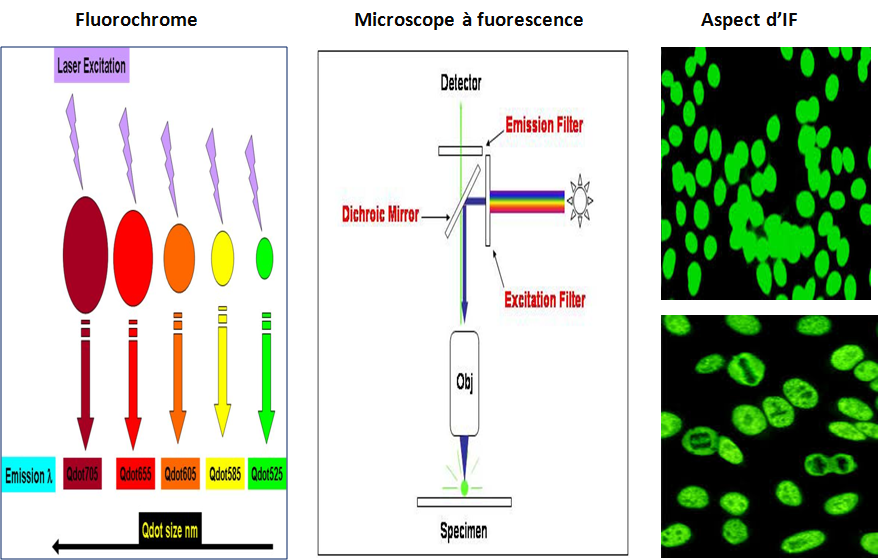 Fluorochrome
Microscope à fuorescence
Aspect d’IF
Laser Excitation
Emission λ
Qdot705
Qdot655
Qdot605
Qdot585
Qdot525
Qdot size nm
Detector
Emission Filter
Dichroic Mirror
Excitation Filter
Obj
Specimen